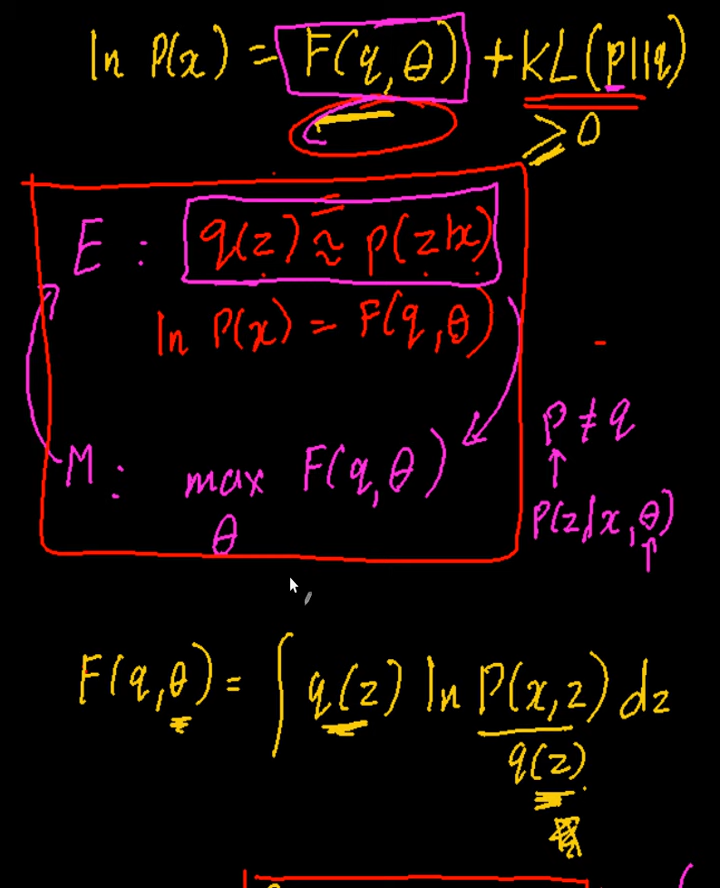 ln P(x) = F(q,θ) + KL(p||q)
≥ 0
E : q(z) ≈ p(z|x)
ln P(x) = F(q,θ)
p ≠ q
M : max F(q,θ)
θ
P(z|x,θ)
F(q,θ) = ∫ q(z) ln P(x,z) dz
q(z)